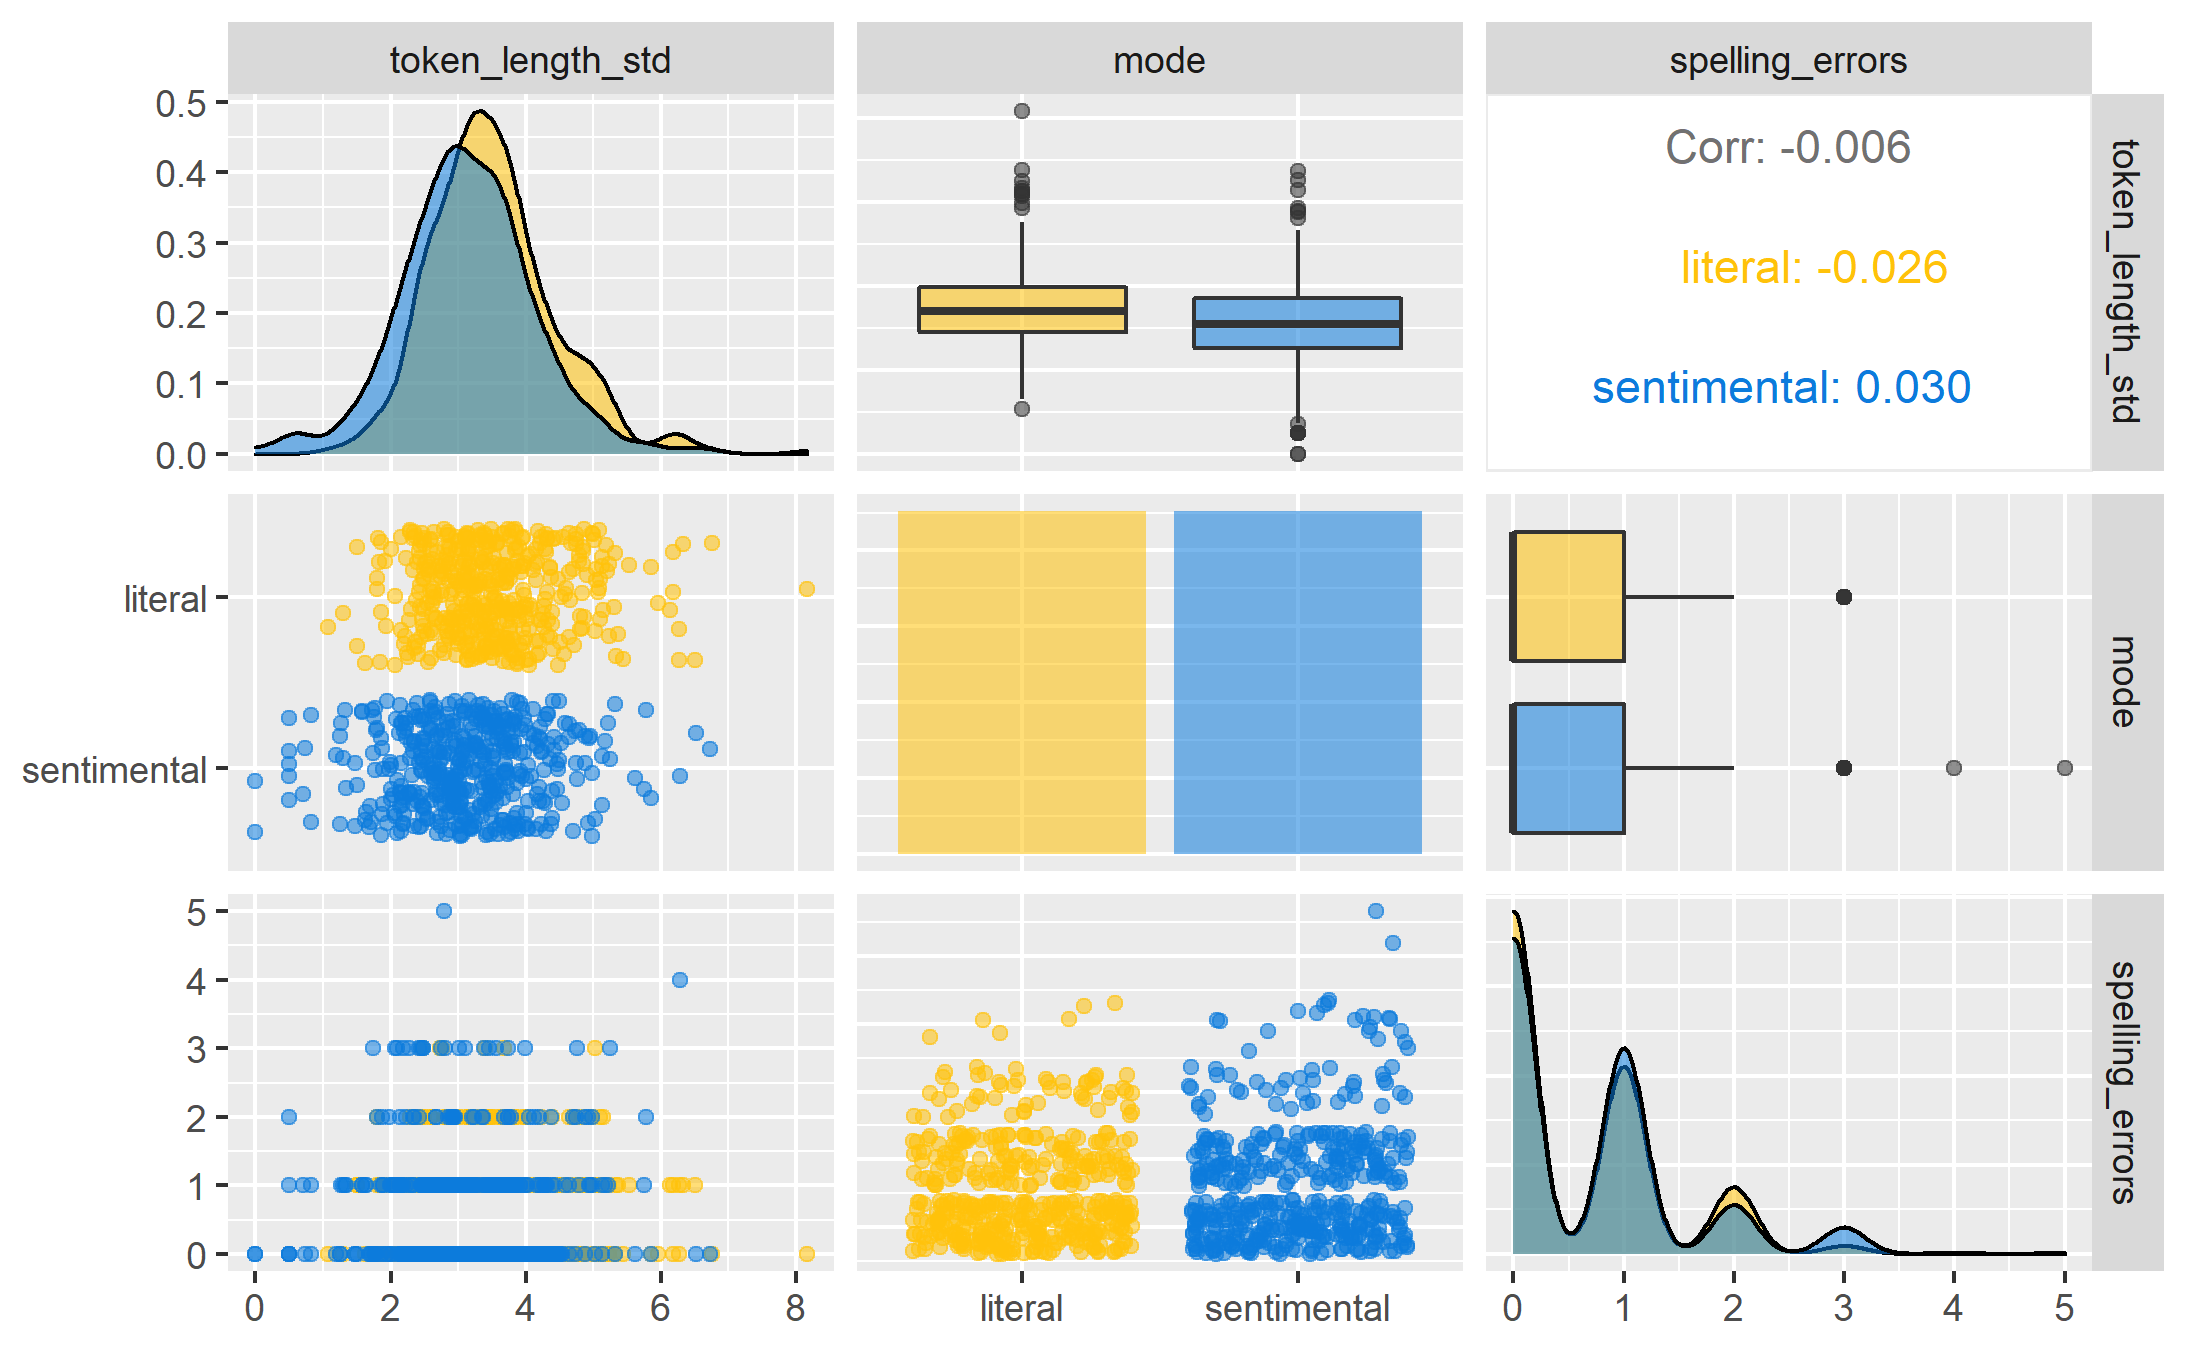 token_length_std
mode
spelling_errors
0.5
0.4
0.3
0.2
0.1
0.0
Corr: -0.006
literal: -0.026
sentimental: 0.030
token_length_std
literal
sentimental
mode
5
4
3
2
1
0
spelling_errors
0 2 4 6 8
literal sentimental
0 1 2 3 4 5